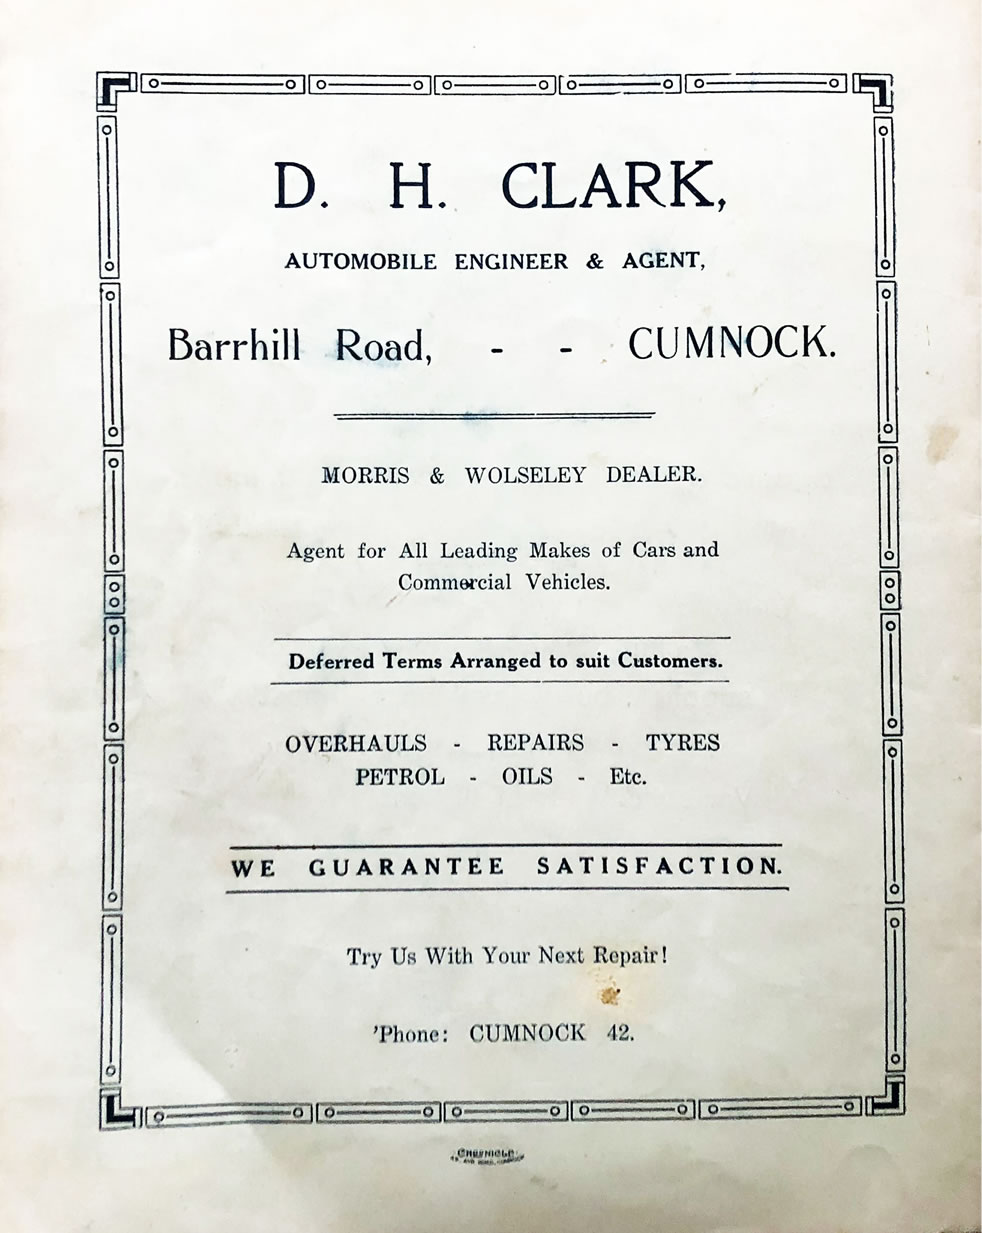 D. H. CLARK,
AUTOMOBILE ENGINEER & AGENT,
Barrhill Road, - - CUMNOCK.
MORRIS & WOLSELEY DEALER.
Agent for All Leading Makes of Cars and
Commercial Vehicles.
Deferred Terms Arranged to suit Customers.
OVERHAULS - REPAIRS - TYRES
PETROL - OILS - Etc.
WE GUARANTEE SATISFACTION.
Try Us With Your Next Repair!
'Phone: CUMNOCK 42.
CHRONICLE